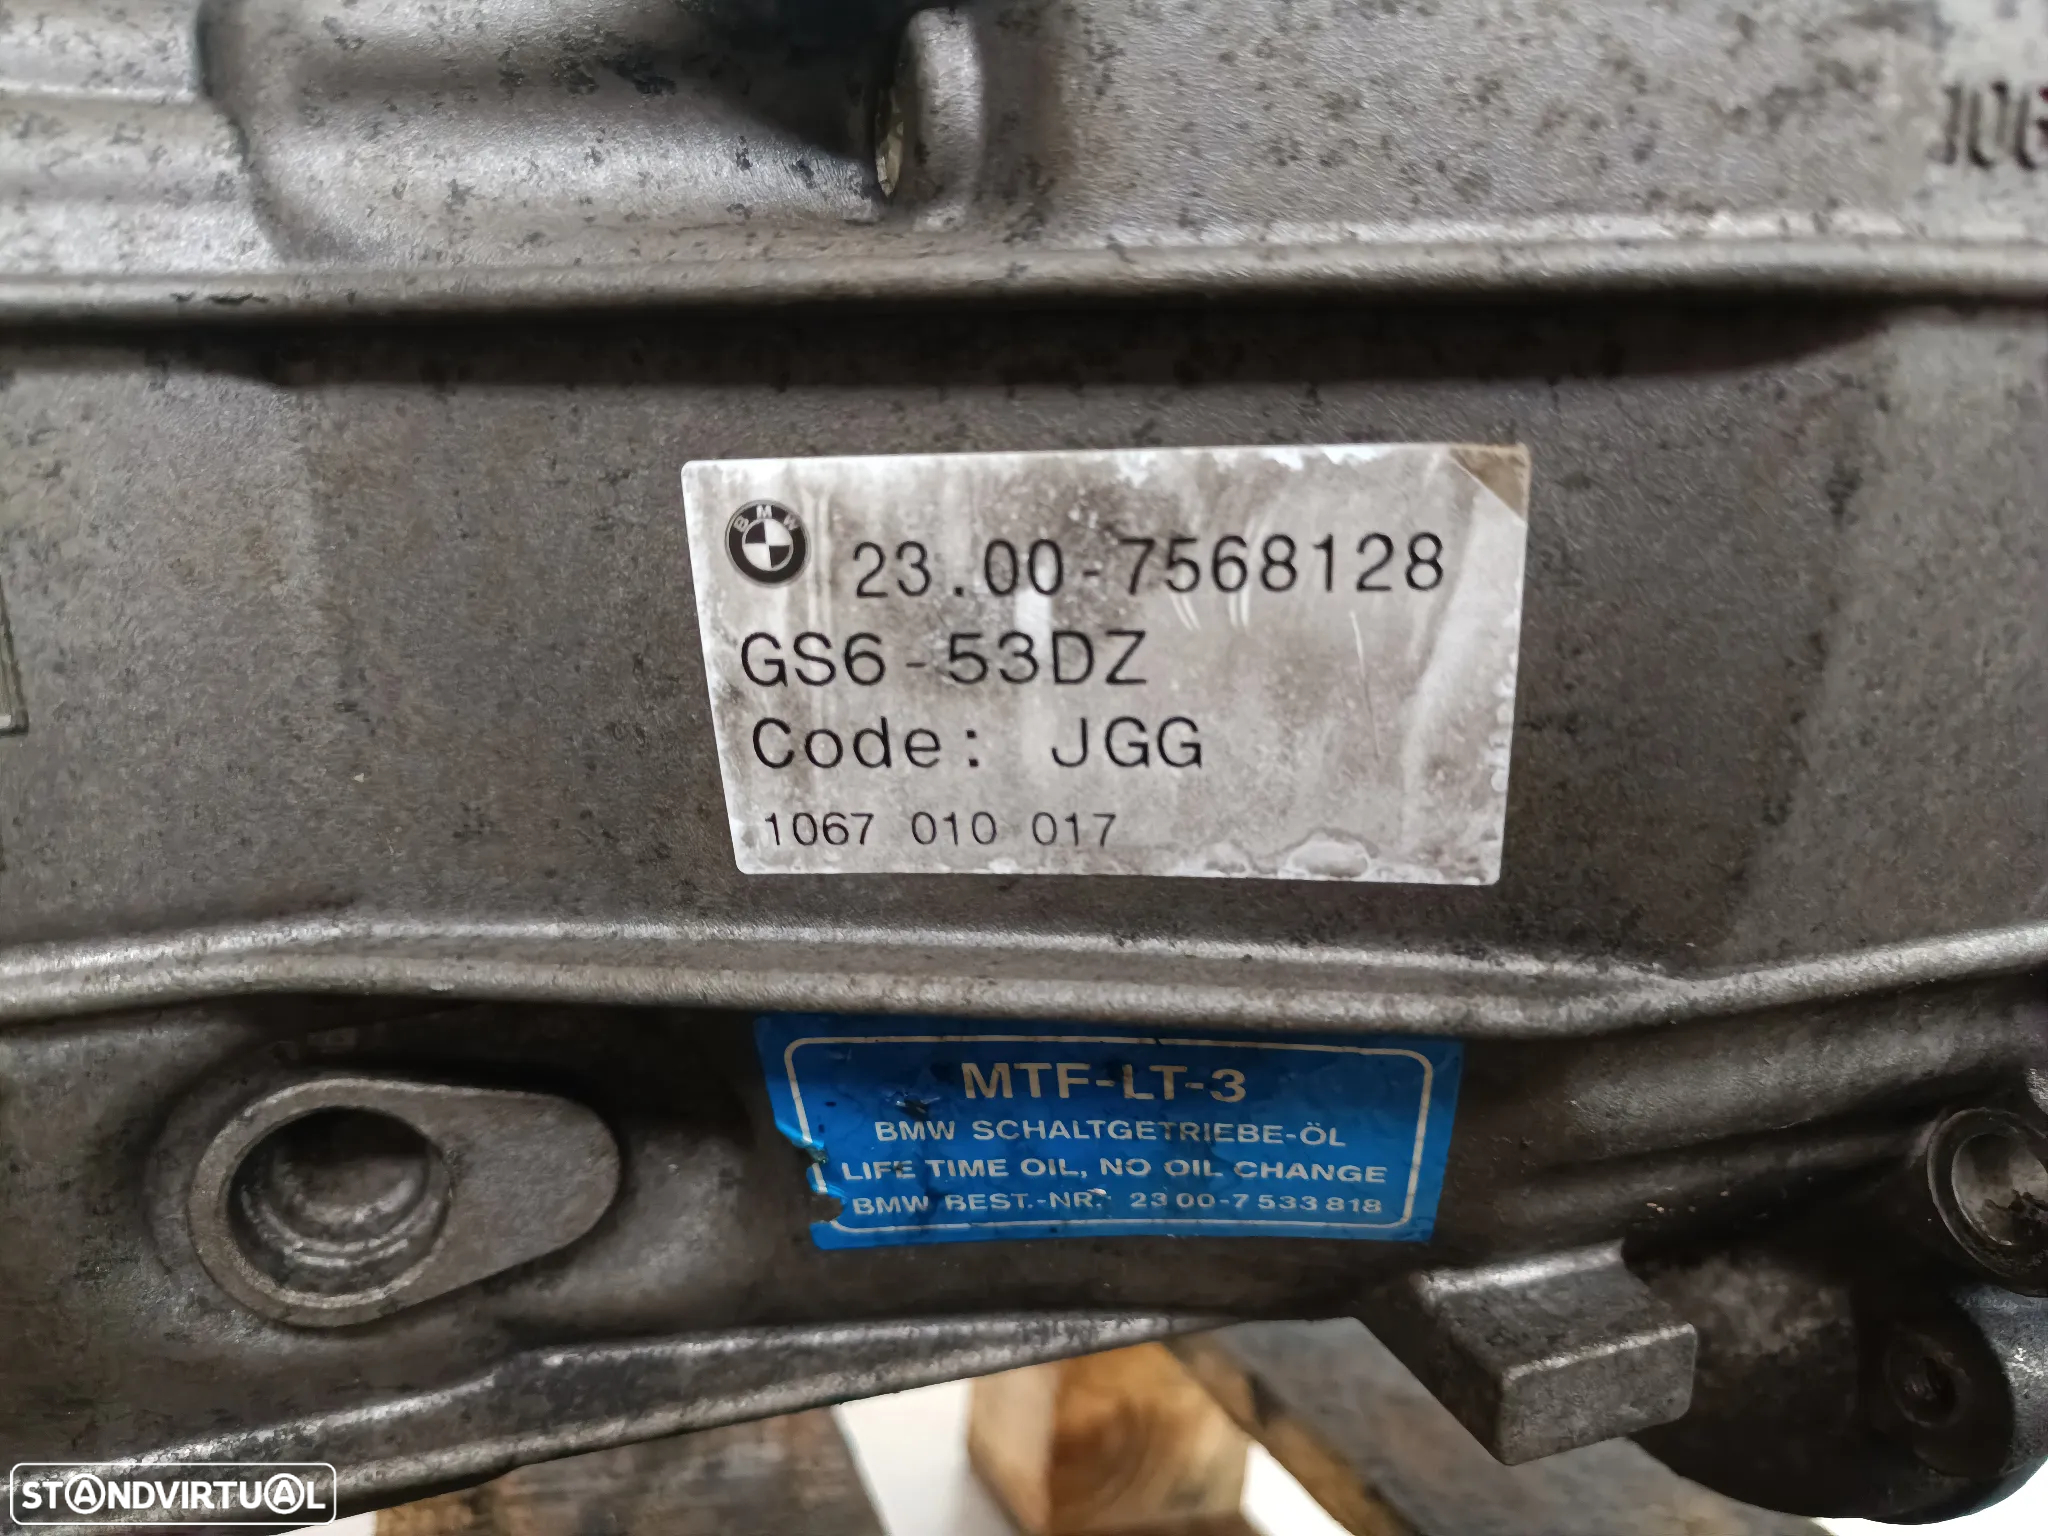 BMW
23.00-7568128
GS6-53DZ
Code: JGG
1067 010 017
MTF-LT-3
BMW SCHALTGETRIEBE-ÖL
LIFE TIME OIL, NO OIL CHANGE
BMW BEST.-NR. 23 00-7 533 818
STANDVIRTUAL